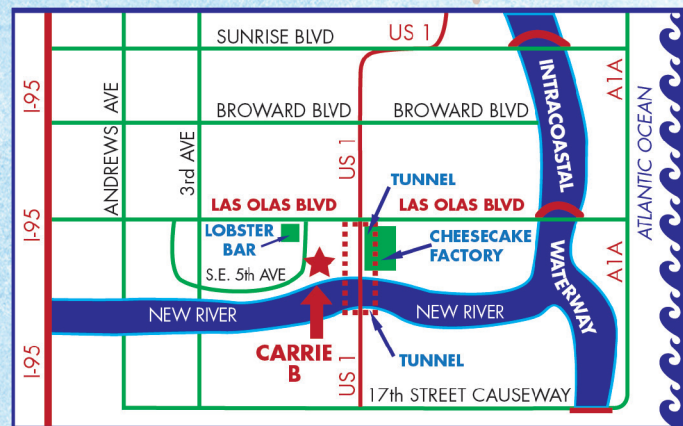 US 1
SUNRISE BLVD
I-95
ANDREWS AVE
3rd AVE
BROWARD BLVD
BROWARD BLVD
US 1
INTRACOASTAL
WATERWAY
A1A
ATLANTIC OCEAN
TUNNEL
LAS OLAS BLVD
LAS OLAS BLVD
I-95
LOBSTER
BAR
CHEESECAKE
FACTORY
S.E. 5th AVE
A1A
NEW RIVER
NEW RIVER
CARRIE
B
US 1
TUNNEL
I-95
17th STREET CAUSEWAY